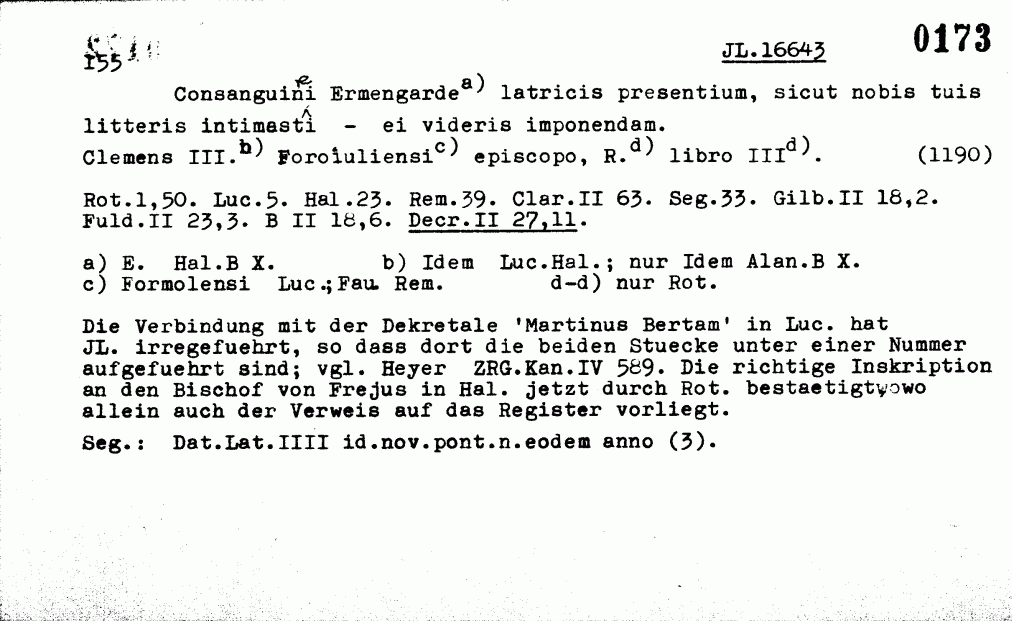 0173
155
JL.16643
Consanguinei Ermengarde a) latricis presentium, sicut nobis tuis
litteris intimasti – ei videris imponendam.
Clemens III. b) Foroiuliensi c) episcopo, R. d) libro III d). (1190)
Rot.1,50. Luc.5. Hal.23. Rem.39. Clar.II 63. Seg.33. Gilb.II 18,2.
Fuld.II 23,3. B II 18,6. Decr.II 27,11.
a) E. Hal.B X. b) Idem Luc.Hal.; nur Idem Alan.B X.
c) Formolensi Luc.;Fau. Rem. d-d) nur Rot.
Die Verbindung mit der Dekretale 'Martinus Bertam' in Luc. hat
JL. irregefuehrt, so dass dort die beiden Stuecke unter einer Nummer
aufgefuehrt sind; vgl. Heyer ZRG.Kan.IV 589. Die richtige Inskription
an den Bischof von Frejus in Hal. jetzt durch Rot. bestaetigt, wo
allein auch der Verweis auf das Register vorliegt.
Seg.: Dat.Lat.IIII id.nov.pont.n.eodem anno (3).